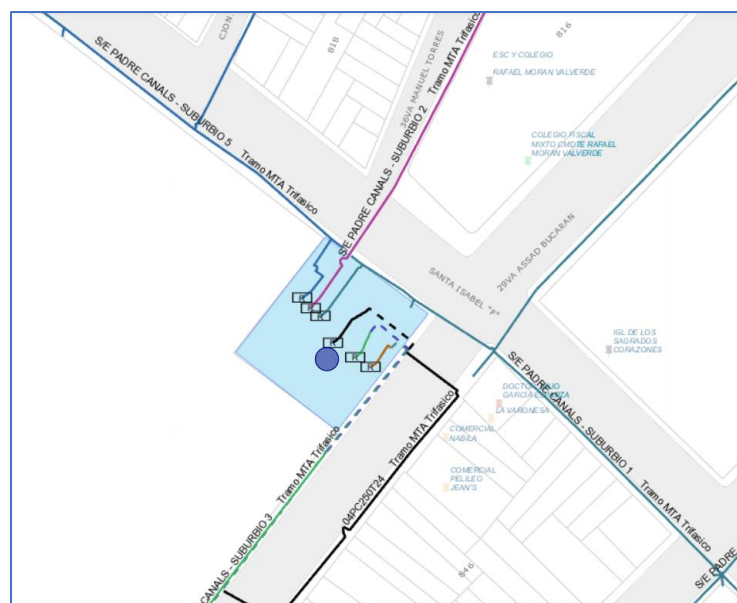 CJON.
818
816
36VA MANUEL TORRES
ESC Y COLEGIO
RAFAEL MORAN VALVERDE
COLEGIO FISCAL
MIXTO CMDTE RAFAEL
MORAN VALVERDE
S/E PADRE CANALS - SUBURBIO 5 Tramo MTA Trifasico
S/E PADRE CANALS - SUBURBIO 2 Tramo MTA Trifasico
29VA ASSAD BUCARAN
SANTA ISABEL "F"
IGL DE LOS
SAGRADOS
CORAZONES
S/E PADRE CANALS - SUBURBIO 1 Tramo MTA Trifasico
DOCTOR
LA VARONESA
COMERCIAL
NABILA
COMERCIAL
PELILEO
JEAN'S
CANALS - SUBURBIO 3 Tramo MTA Trifasico
04PC250T24 Tramo MTA Trifasico
846
S/E PADRE
S/E PADRE